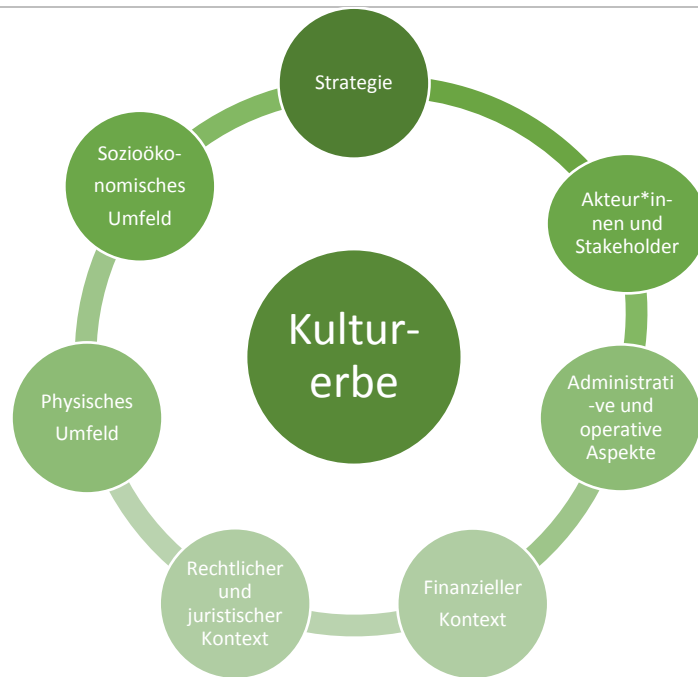 Strategie
Akteur*in-
nen und
Stakeholder
Administrati
-ve und
operative
Aspekte
Finanzieller
Kontext
Rechtlicher
und
juristischer
Kontext
Physisches
Umfeld
Sozioöko-
nomisches
Umfeld
Kultur-
erbe